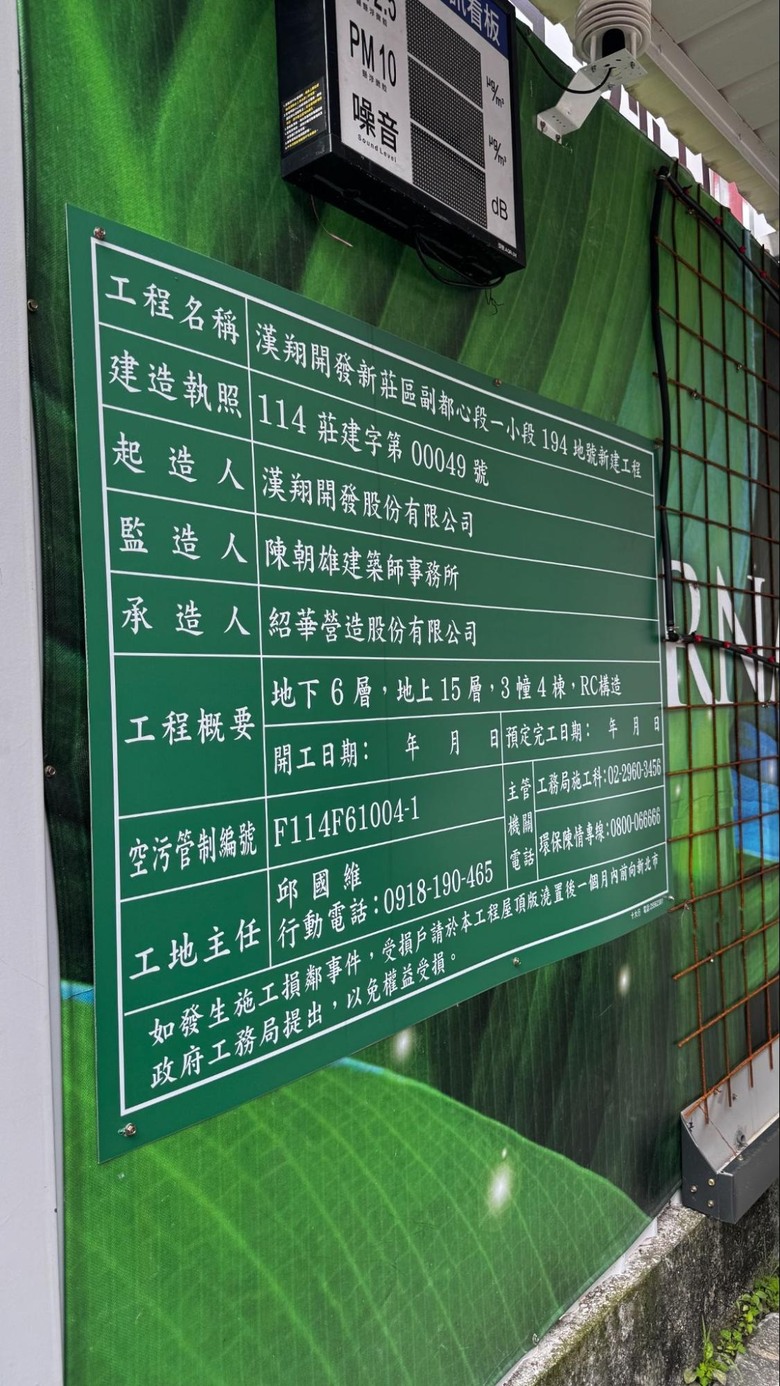 訊看板
2.5
PM 10
μg/m³
噪音
Sound Level
μg/m³
dB
工程名稱 漢翔開發新莊區副都心段一小段 194 地號新建工程
建造執照 114 莊建字第 00049 號
起造人 漢翔開發股份有限公司
監造人 陳朝雄建築師事務所
承造人 紹華營造股份有限公司
工程概要 地下 6 層，地上 15 層，3 幢 4 棟，RC構造
開工日期： 年 月 日 預定完工日期： 年 月 日
空污管制編號 F114F61004-1
主管機關電話 工務局施工科:02-2960-3456
環保陳情專線:0800-066666
工地主任 邱國維
行動電話：0918-190-465
如發生施工損鄰事件，受損戶請於本工程屋頂版澆置後一個月內前向新北市
政府工務局提出，以免權益受損。
RNA